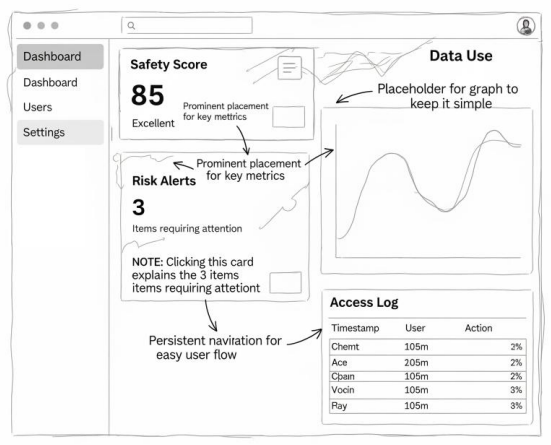 Dashboard
Dashboard
Users
Settings
Safety Score
85
Excellent
Prominent placement
for key metrtics
Data Use
Placeholder for graph to
keep it simple
Prominent placement
for key metrics
Risk Alerts
3
Items requiring attention
NOTE: Clicking this card
explains the 3 items
items requiring attetiont
Persistent naviration for
easy user flow
Access Log
Timestamp User Action
Chemt 105m 2%
Ace 205m 2%
Cbain 105m 2%
Vocin 105m 3%
Ray 105m 3%